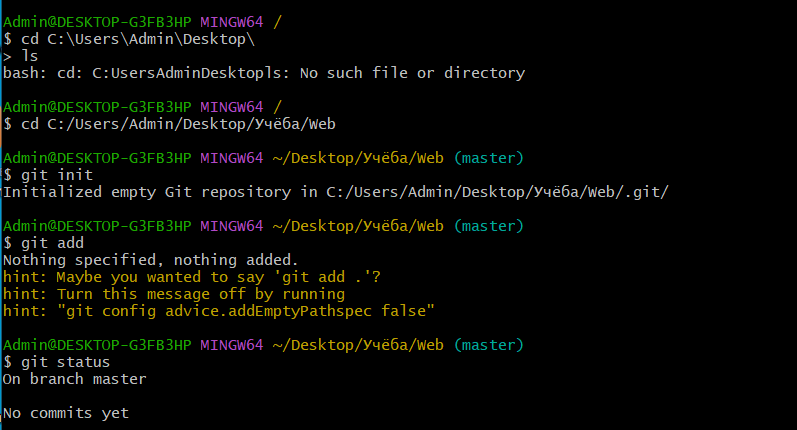 Admin@DESKTOP-G3FB3HP MINGW64 /
$ cd C:\Users\Admin\Desktop\
> ls
bash: cd: C:UsersAdminDesktopls: No such file or directory
Admin@DESKTOP-G3FB3HP MINGW64 /
$ cd C:/Users/Admin/Desktop/Учёба/Web
Admin@DESKTOP-G3FB3HP MINGW64 ~/Desktop/Учёба/Web (master)
$ git init
Initialized empty Git repository in C:/Users/Admin/Desktop/Учёба/Web/.git/
Admin@DESKTOP-G3FB3HP MINGW64 ~/Desktop/Учёба/Web (master)
$ git add
Nothing specified, nothing added.
hint: Maybe you wanted to say 'git add .'?
hint: Turn this message off by running
hint: "git config advice.addEmptyPathspec false"
Admin@DESKTOP-G3FB3HP MINGW64 ~/Desktop/Учёба/Web (master)
$ git status
On branch master
No commits yet